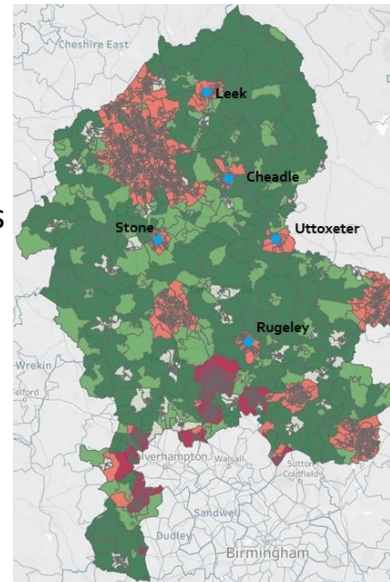 Cheshire East
Leek
Cheadle
s
Stone
Uttoxeter
Rugeley
Wrekin
Telford
Wolverhampton
Walsall
Sutton
Coldfield
Sandwell
Dudley
Birmingham